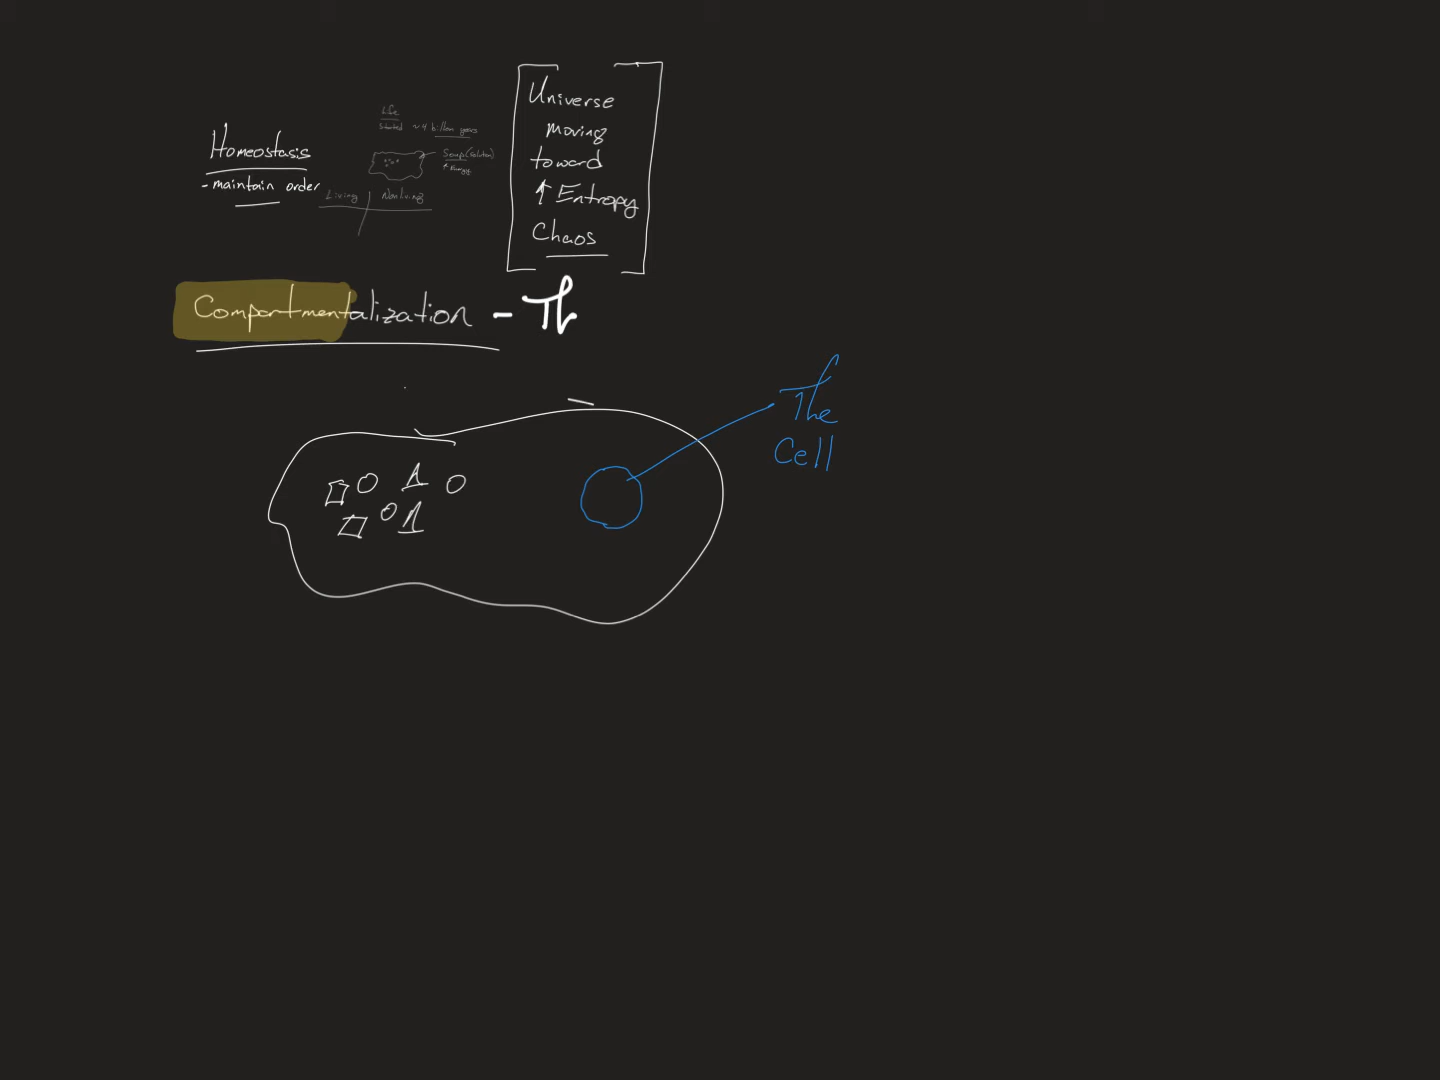 Life
Started ~4 billion years
Homeostasis
- maintain order
Soup (solution)
↑ Energy
Living | Nonliving
Universe
moving
toward
↑ Entropy
Chaos
Compartmentalization - Th
The
Cell